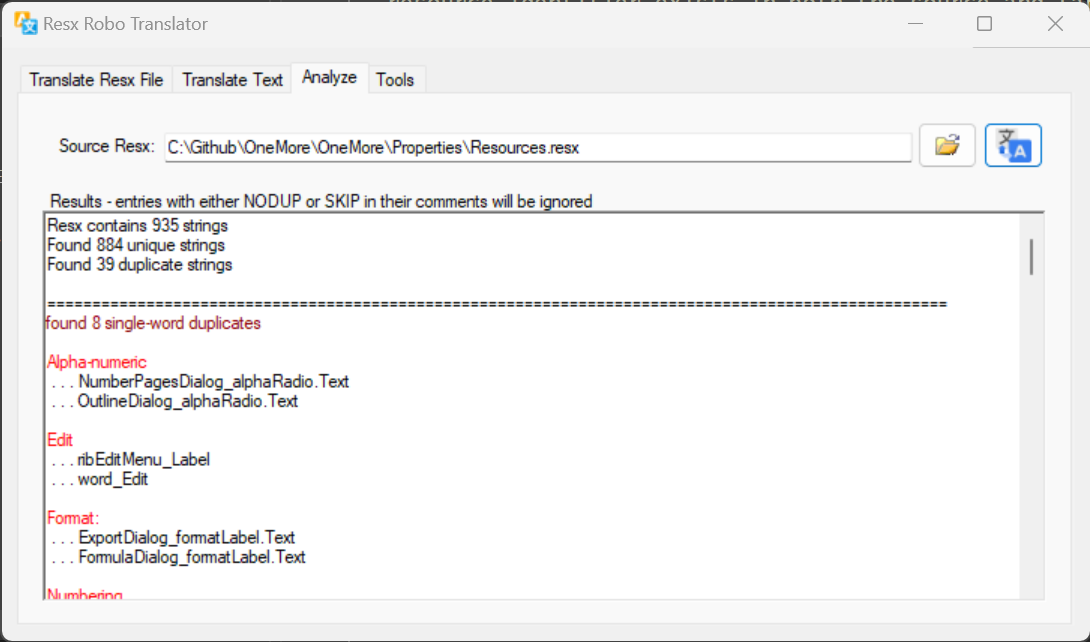 Resx Robo Translator
Translate Resx File Translate Text Analyze Tools
Source Resx: C:\Github\OneMore\OneMore\Properties\Resources.resx
Results - entries with either NODUP or SKIP in their comments will be ignored
Resx contains 935 strings
Found 884 unique strings
Found 39 duplicate strings
====================================================================================================
found 8 single-word duplicates
Alpha-numeric
. . . NumberPagesDialog_alphaRadio.Text
. . . OutlineDialog_alphaRadio.Text
Edit
. . . ribEditMenu_Label
. . . word_Edit
Format:
. . . ExportDialog_formatLabel.Text
. . . FormulaDialog_formatLabel.Text
Numbering